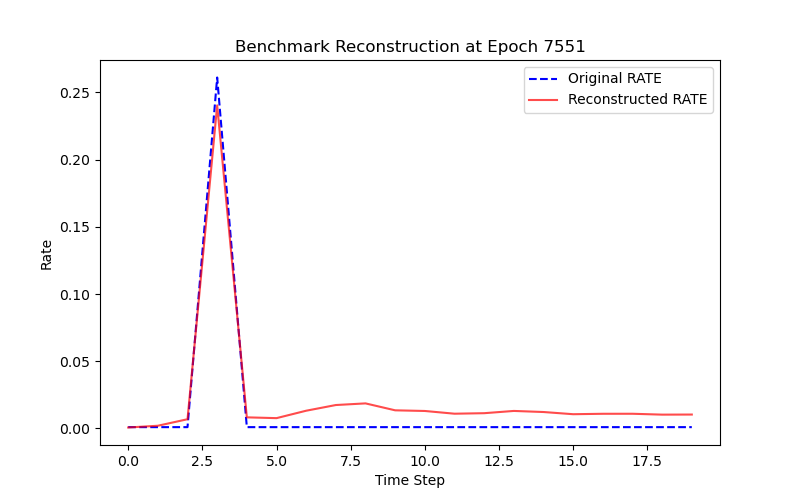 Benchmark Reconstruction at Epoch 7551
Original RATE
Reconstructed RATE
Rate
0.25
0.20
0.15
0.10
0.05
0.00
0.0 2.5 5.0 7.5 10.0 12.5 15.0 17.5
Time Step